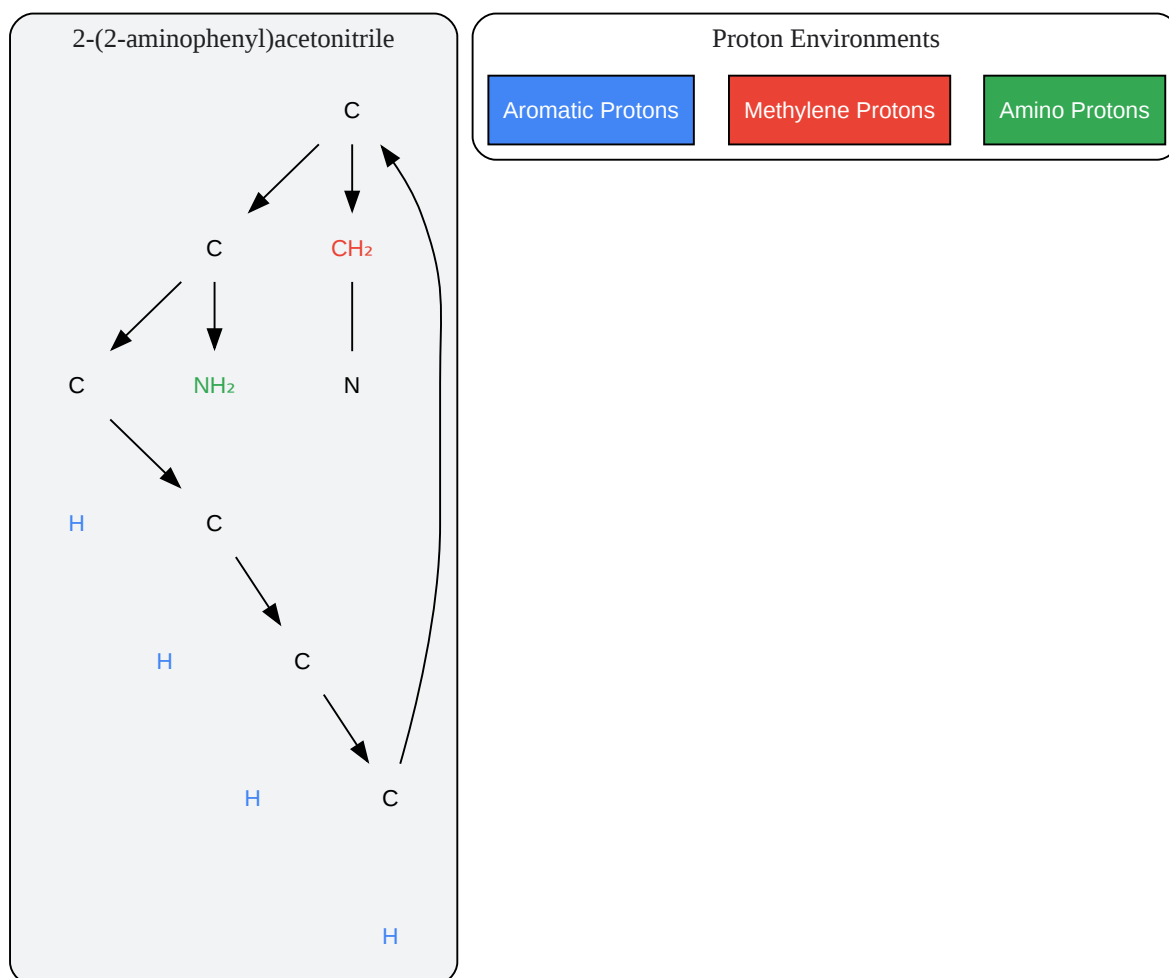 2-(2-aminophenyl)acetonitrile
C
C CH₂
C NH₂ N
H C
H C
H C
H
Proton Environments
Aromatic Protons Methylene Protons Amino Protons